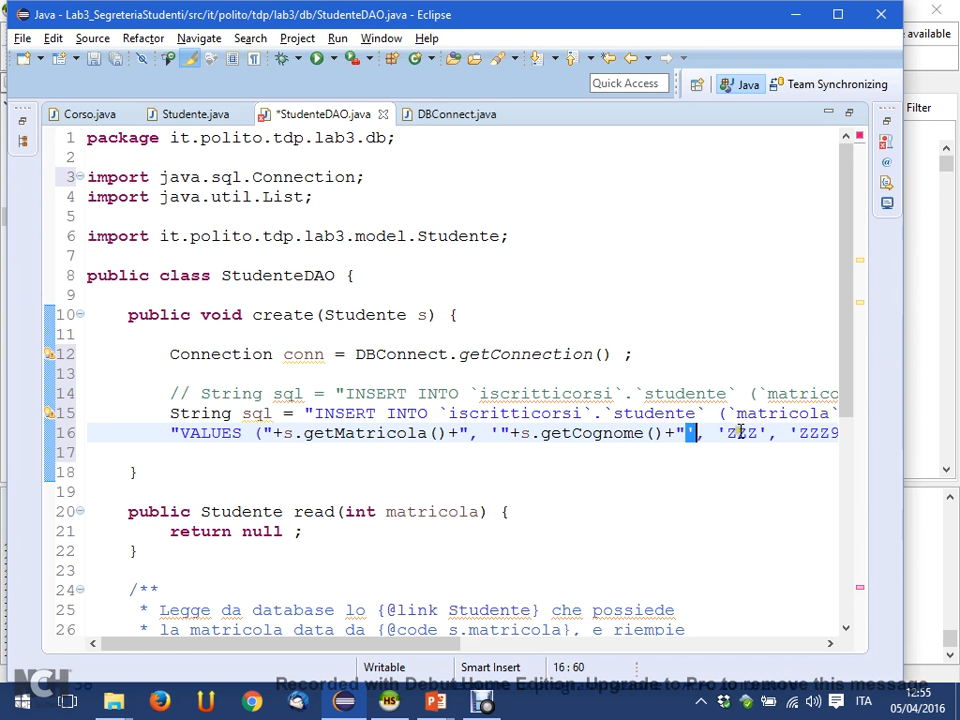 Java - Lab3_SegreteriaStudenti/src/it/polito/tdp/lab3/db/StudenteDAO.java - Eclipse
e available
File Edit Source Refactor Navigate Search Project Run Window Help
Quick Access
Java
Team Synchronizing
Corso.java
Studente.java
*StudenteDAO.java
DBConnect.java
Filter
1 package it.polito.tdp.lab3.db;
2
3 import java.sql.Connection;
4 import java.util.List;
5
6 import it.polito.tdp.lab3.model.Studente;
7
8 public class StudenteDAO {
9
10 public void create(Studente s) {
11
12 Connection conn = DBConnect.getConnection() ;
13
14 // String sql = "INSERT INTO `iscritticorsi`.`studente` (`matrico
15 String sql = "INSERT INTO `iscritticorsi`.`studente` (`matricola`
16 "VALUES ("+s.getMatricola()+", '"+s.getCognome()+"', 'ZZZ', 'ZZZ9
17
18 }
19
20 public Studente read(int matricola) {
21 return null ;
22 }
23
24 /**
25 * Legge da database lo {@link Studente} che possiede
26 * la matricola data da {@code s.matricola}, e riempie
Writable
Smart Insert
16 : 60
NCH
Recorded with Debut Home Edition. Upgrade to Pro to remove this message
ITA
12:55
05/04/2016